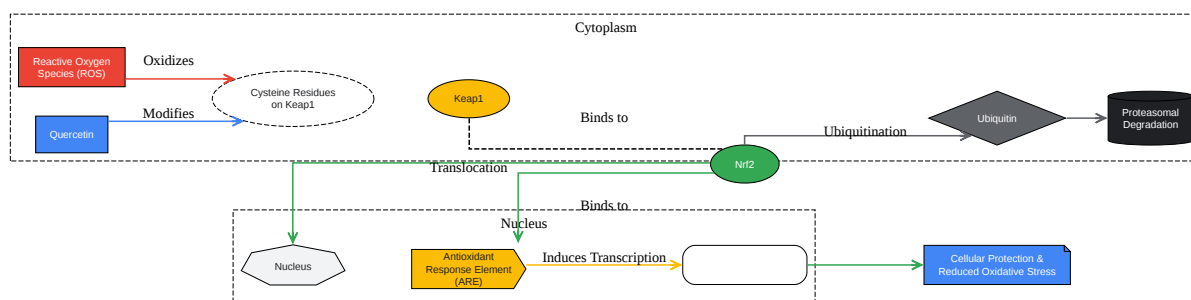 Cytoplasm
Reactive Oxygen
Species (ROS)
Oxidizes
Cysteine Residues
on Keap1
Quercetin
Modifies
Keap1
Binds to
Nrf2
Ubiquitination
Ubiquitin
Proteasomal
Degradation
Translocation
Binds to
Nucleus
Nucleus
Antioxidant
Response Element
(ARE)
Induces Transcription
Cellular Protection &
Reduced Oxidative Stress